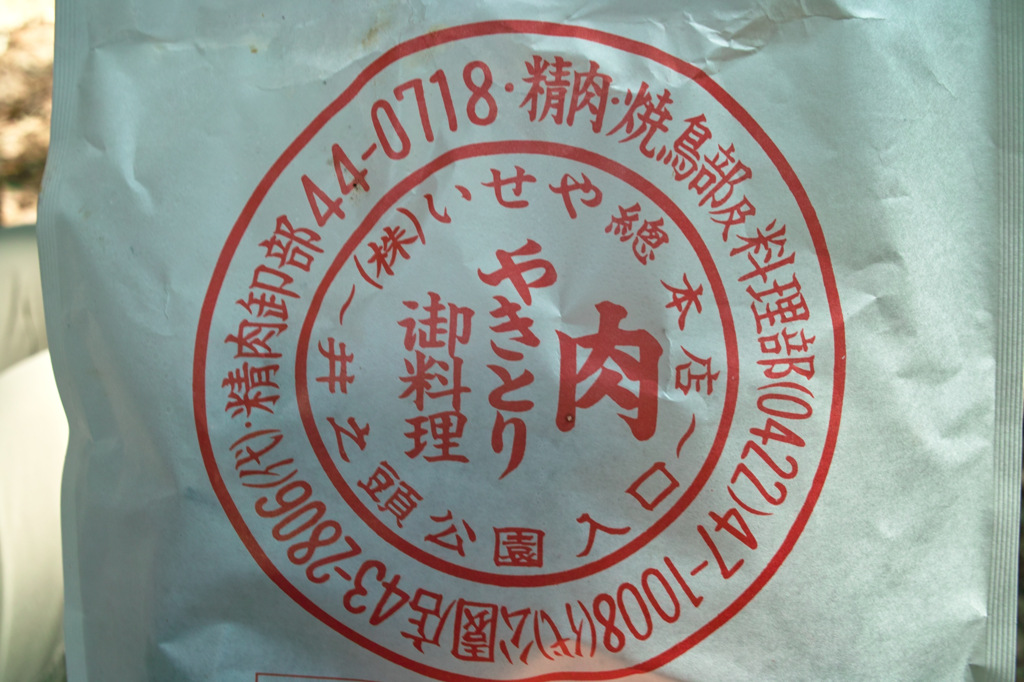 精肉・焼鳥部及料理部(0422)47-1008(代)公園店43-2806(代)・精肉卸部44-0718・
(株)いせや總本店
〜井之頭公園入口〜
肉
やきとり
御料理